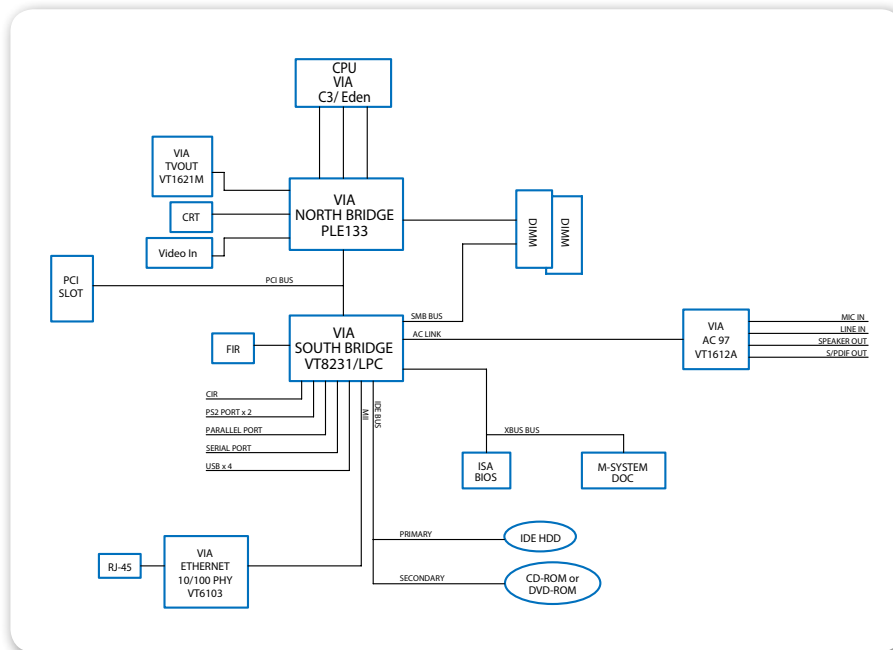 CPU
VIA
C3/ Eden
VIA
TVOUT
VT1621M
CRT
Video In
VIA
NORTH BRIDGE
PLE133
DIMM
DIMM
PCI
SLOT
PCI BUS
SMB BUS
AC LINK
VIA
SOUTH BRIDGE
VT8231/LPC
FIR
VIA
AC 97
VT1612A
MIC IN
LINE IN
SPEAKER OUT
S/PDIF OUT
CIR
PS2 PORT x 2
PARALLEL PORT
SERIAL PORT
USB x 4
MII
IDE BUS
XBUS BUS
ISA
BIOS
M-SYSTEM
DOC
PRIMARY
IDE HDD
SECONDARY
CD-ROM or
DVD-ROM
RJ-45
VIA
ETHERNET
10/100 PHY
VT6103